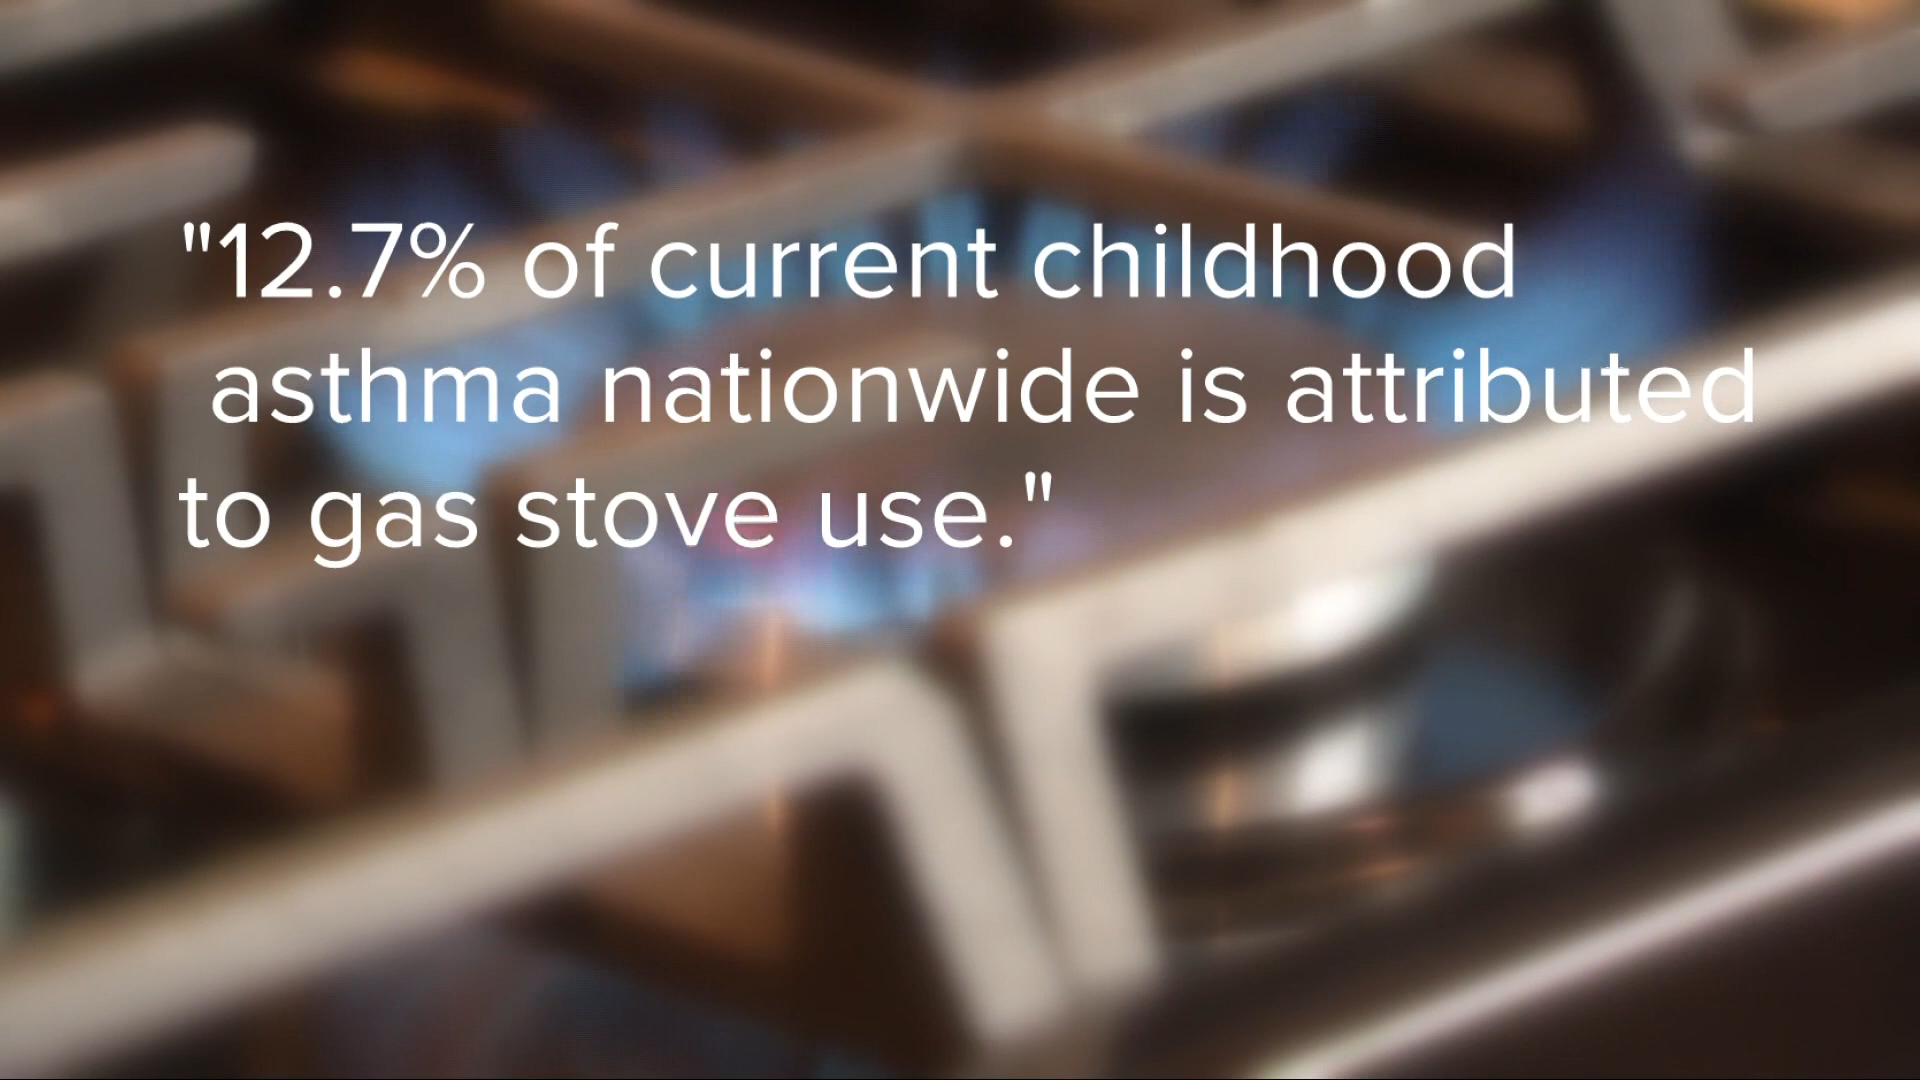 "12.7% of current childhood
asthma nationwide is attributed
to gas stove use."